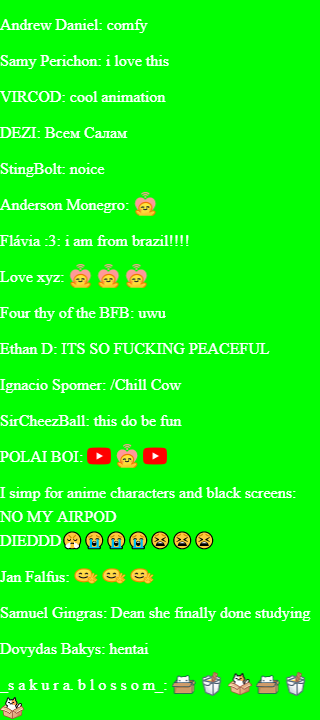 Andrew Daniel: comfy
Samy Perichon: i love this
VIRCOD: cool animation
DEZI: Всем Салам
StingBolt: noice
Anderson Monegro:
Flávia :3: i am from brazil!!!!
Love xyz:
Four thy of the BFB: uwu
Ethan D: ITS SO FUCKING PEACEFUL
Ignacio Spomer: /Chill Cow
SirCheezBall: this do be fun
POLAI BOI:
I simp for anime characters and black screens:
NO MY AIRPOD
DIEDDD😤😭😭😭😭😫😫😫
Jan Falfus:
Samuel Gingras: Dean she finally done studying
Dovydas Bakys: hentai
_s a k u r a. b l o s s o m_: